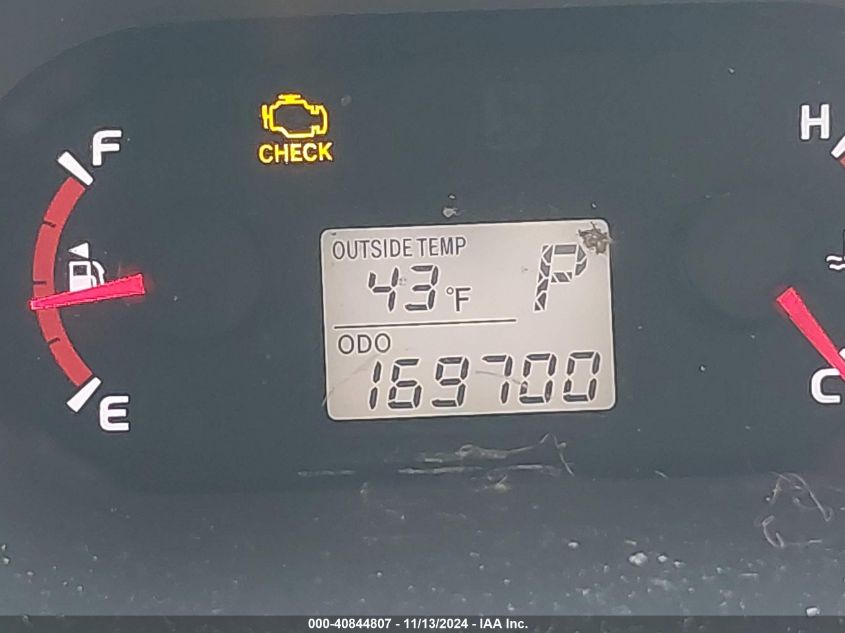 F
H
CHECK
OUTSIDE TEMP
43°F P
ODO
169700
E
C
000-40844807 - 11/13/2024 - IAA Inc.